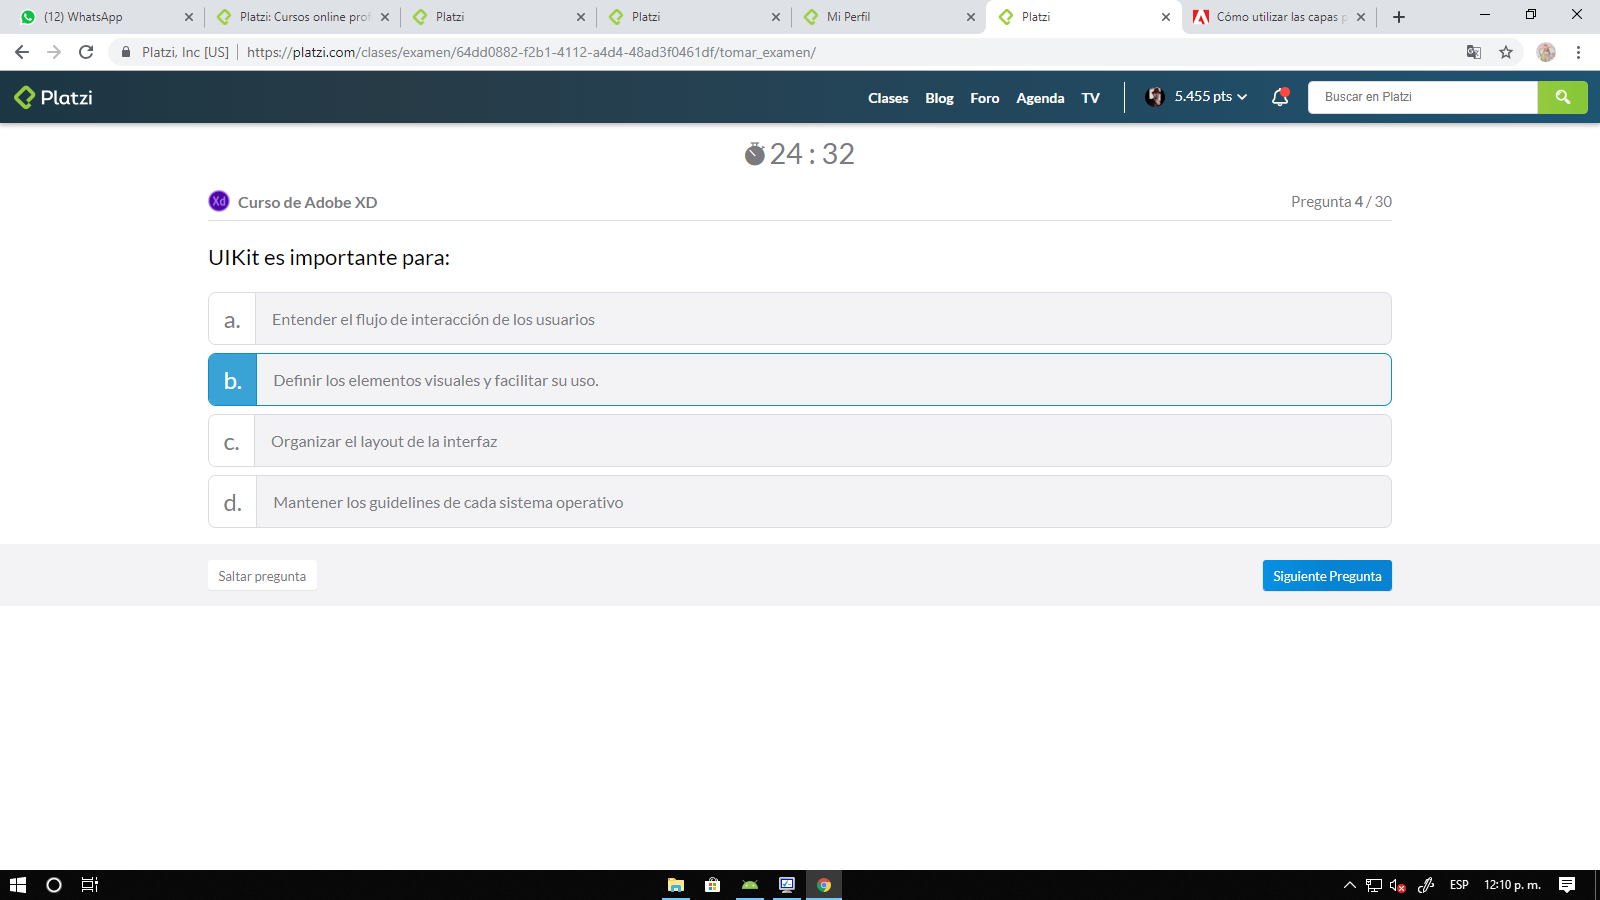 (12) WhatsApp
Platzi: Cursos online prof
Platzi
Platzi
Mi Perfil
Platzi
Cómo utilizar las capas p
Platzi, Inc [US]
https://platzi.com/clases/examen/64dd0882-f2b1-4112-a4d4-48ad3f0461df/tomar_examen/
Platzi
Clases
Blog
Foro
Agenda
TV
5.455 pts
Buscar en Platzi
24 : 32
Xd
Curso de Adobe XD
Pregunta 4 / 30
UIKit es importante para:
a. Entender el flujo de interacción de los usuarios
b. Definir los elementos visuales y facilitar su uso.
c. Organizar el layout de la interfaz
d. Mantener los guidelines de cada sistema operativo
Saltar pregunta
Siguiente Pregunta
ESP
12:10 p. m.